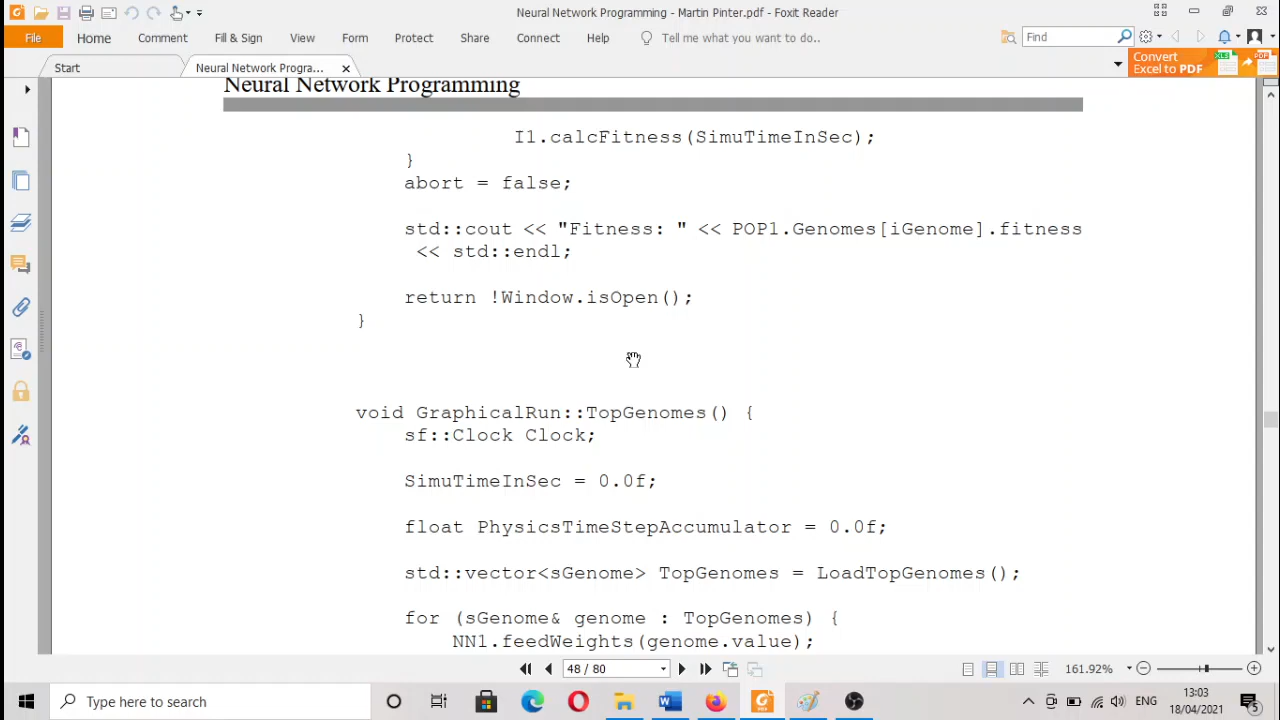 Neural Network Programming - Martin Pinter.pdf - Foxit Reader
File Home Comment Fill & Sign View Form Protect Share Connect Help Tell me what you want to do.. Find
Start Neural Network Progra... Convert
Excel to PDF
Neural Network Programming
I1.calcFitness(SimuTimeInSec);
}
abort = false;
std::cout << "Fitness: " << POP1.Genomes[iGenome].fitness
<< std::endl;
return !Window.isOpen();
}
void GraphicalRun::TopGenomes() {
sf::Clock Clock;
SimuTimeInSec = 0.0f;
float PhysicsTimeStepAccumulator = 0.0f;
std::vector<sGenome> TopGenomes = LoadTopGenomes();
for (sGenome& genome : TopGenomes) {
NN1.feedWeights(genome.value);
48 / 80 161.92%
Type here to search ENG 13:03
18/04/2021 5